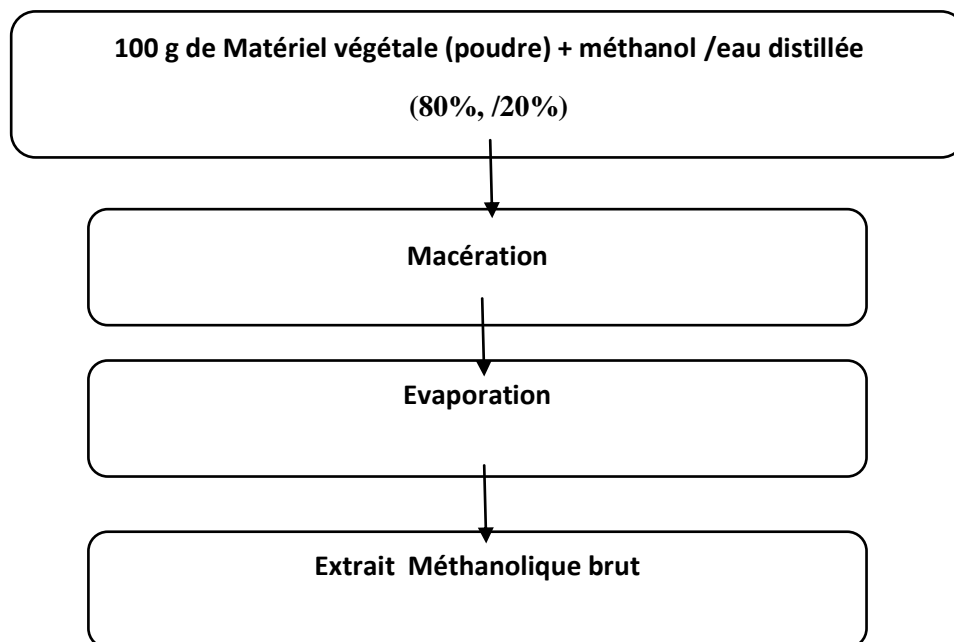 100 g de Matériel végétale (poudre) + méthanol /eau distillée
(80%, /20%)
Macération
Evaporation
Extrait Méthanolique brut